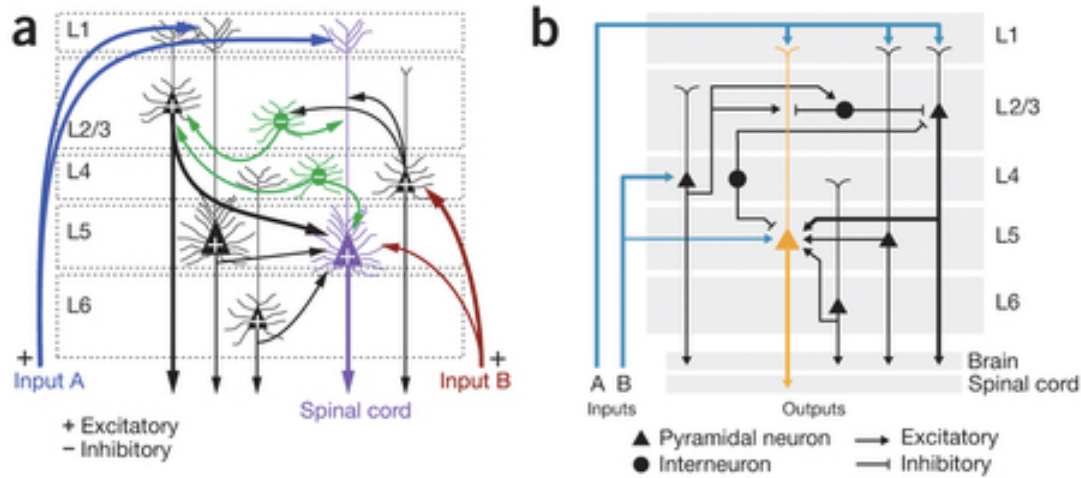 a
L1
L2/3
L4
L5
L6
+
Input A
+
Input B
Spinal cord
+ Excitatory
− Inhibitory
b
L1
L2/3
L4
L5
L6
Brain
Spinal cord
A B
Inputs
Outputs
Pyramidal neuron
Excitatory
Interneuron
Inhibitory